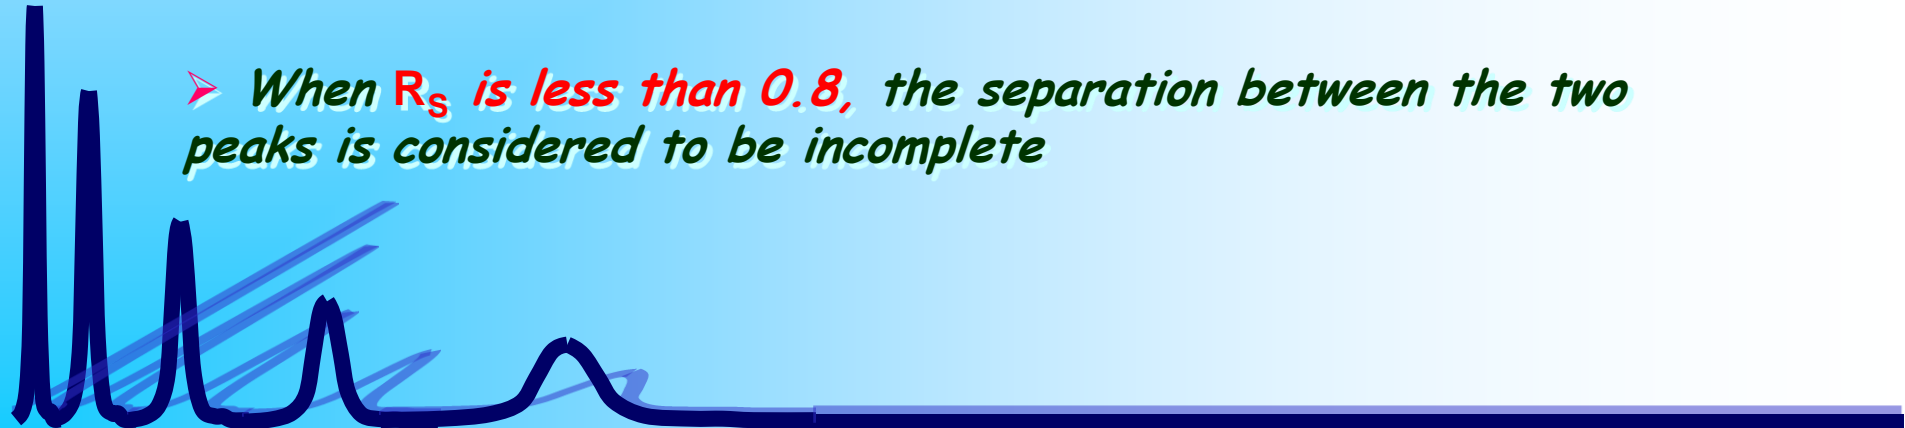 ➢ When RS is less than 0.8, the separation between the two
peaks is considered to be incomplete